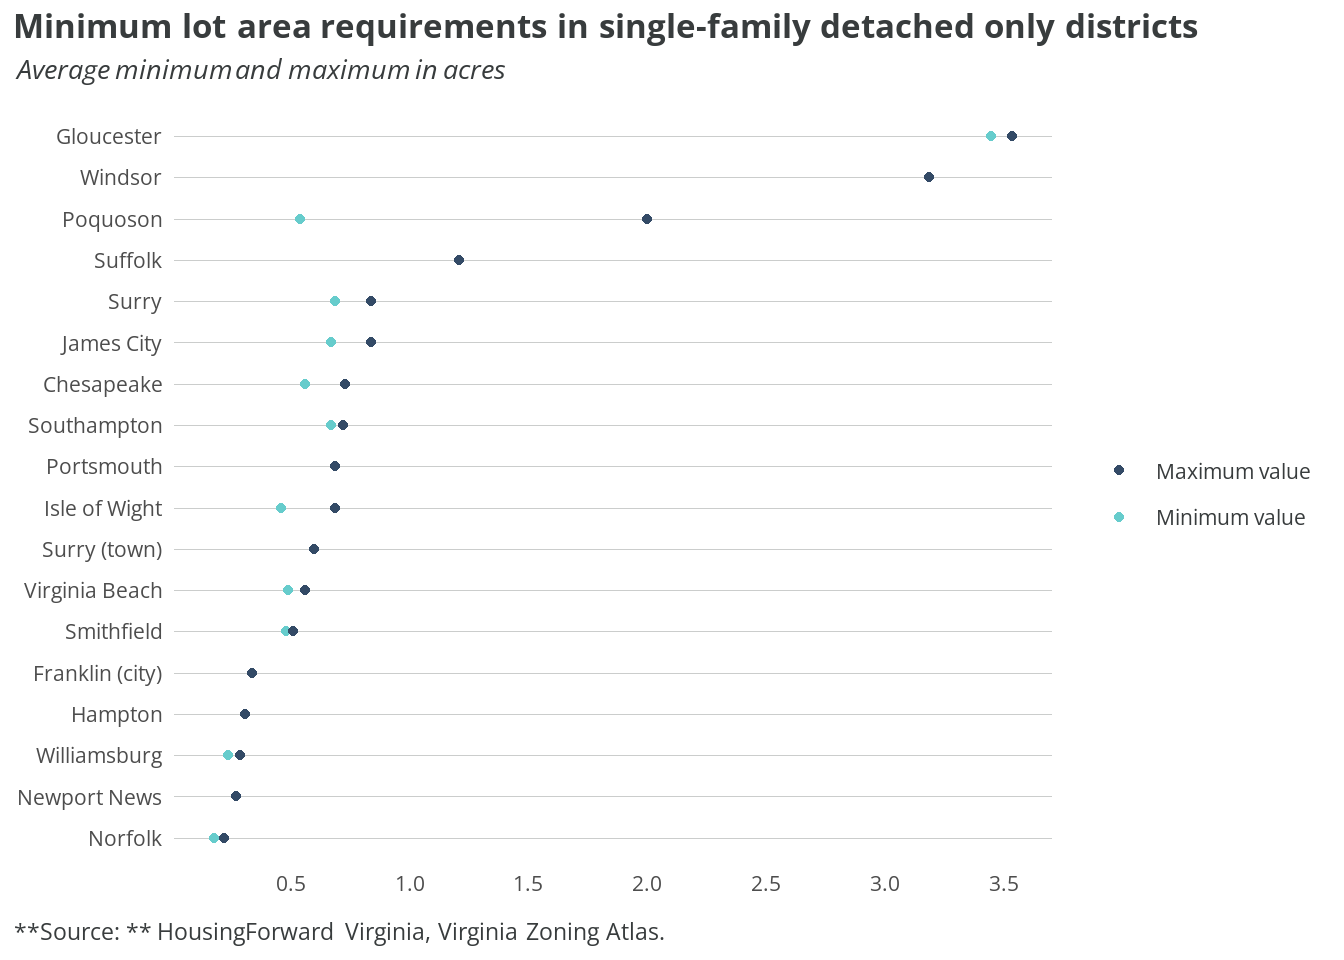 Minimum lot area requirements in single-family detached only districts
Average minimum and maximum in acres
Gloucester
Windsor
Poquoson
Suffolk
Surry
James City
Chesapeake
Southampton
Portsmouth
Isle of Wight
Surry (town)
Virginia Beach
Smithfield
Franklin (city)
Hampton
Williamsburg
Newport News
Norfolk
0.5 1.0 1.5 2.0 2.5 3.0 3.5
Maximum value
Minimum value
**Source: ** HousingForward Virginia, Virginia Zoning Atlas.